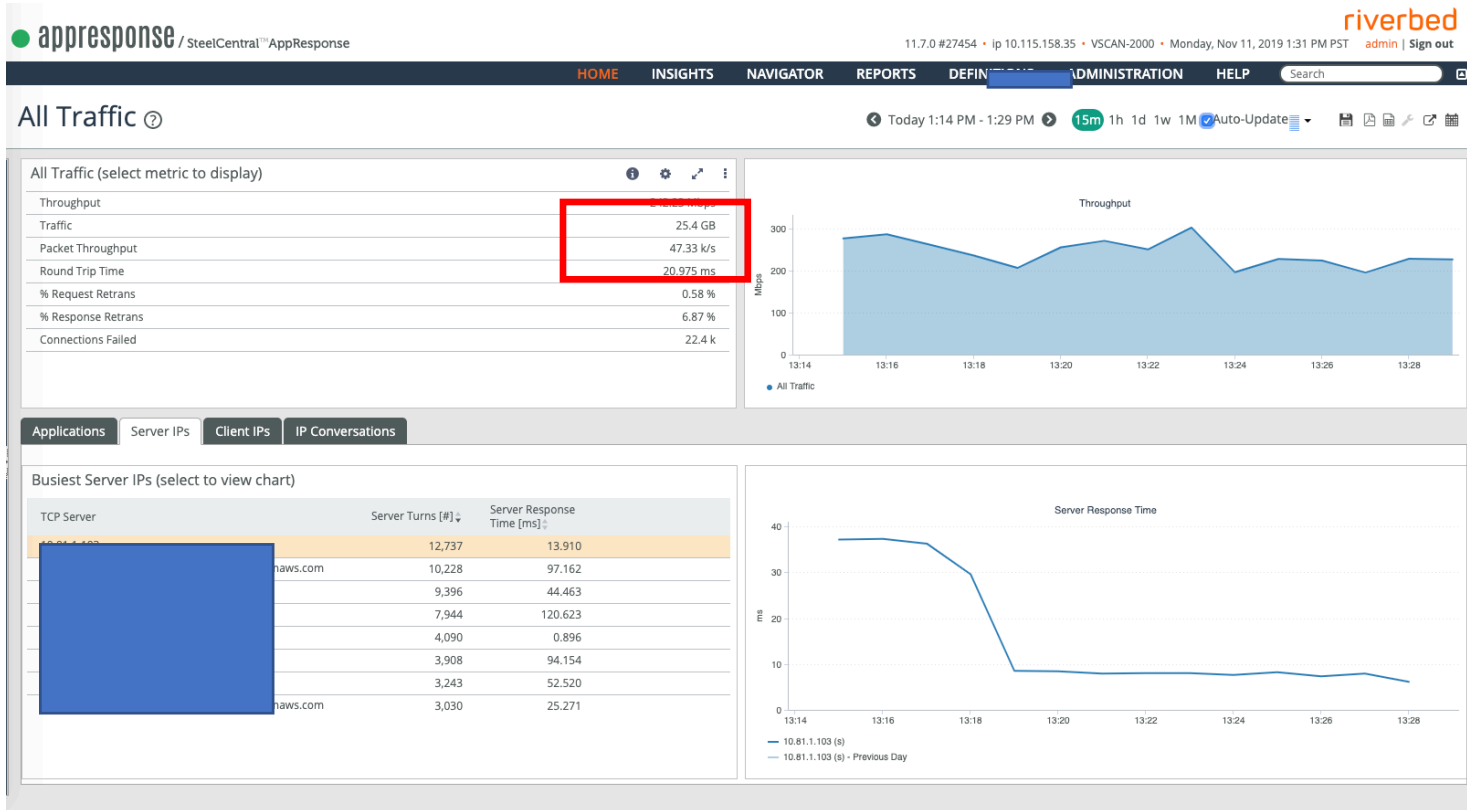 appresponse / SteelCentral™AppResponse
riverbed
11.7.0 #27454 • ip 10.115.158.35 • VSCAN-2000 • Monday, Nov 11, 2019 1:31 PM PST admin | Sign out
HOME INSIGHTS NAVIGATOR REPORTS ADMINISTRATION HELP Search
All Traffic ?
Today 1:14 PM - 1:29 PM 15m 1h 1d 1w 1M Auto-Update
All Traffic (select metric to display)
Throughput
Traffic 25.4 GB
Packet Throughput 47.33 k/s
Round Trip Time 20.975 ms
% Request Retrans 0.58 %
% Response Retrans 6.87 %
Connections Failed 22.4 k
Throughput
300
200
100
0
Mbps
13:14 13:16 13:18 13:20 13:22 13:24 13:26 13:28
All Traffic
Applications Server IPs Client IPs IP Conversations
Busiest Server IPs (select to view chart)
TCP Server Server Turns [#] Server Response Time [ms]
12,737 13.910
naws.com 10,228 97.162
9,396 44.463
7,944 120.623
4,090 0.896
3,908 94.154
3,243 52.520
naws.com 3,030 25.271
Server Response Time
40
30
20
10
0
ms
13:14 13:16 13:18 13:20 13:22 13:24 13:26 13:28
10.81.1.103 (s)
10.81.1.103 (s) - Previous Day